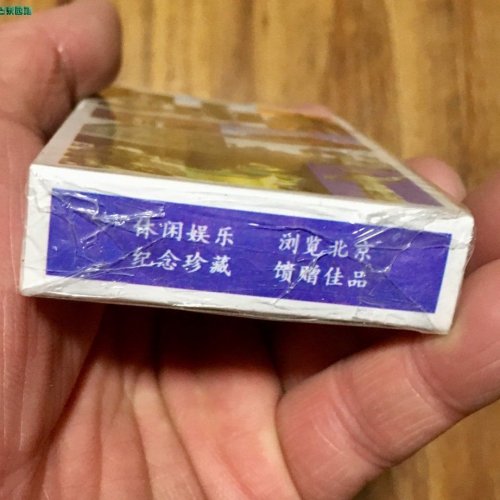 休闲娱乐 浏览北京
纪念珍藏 馈赠佳品